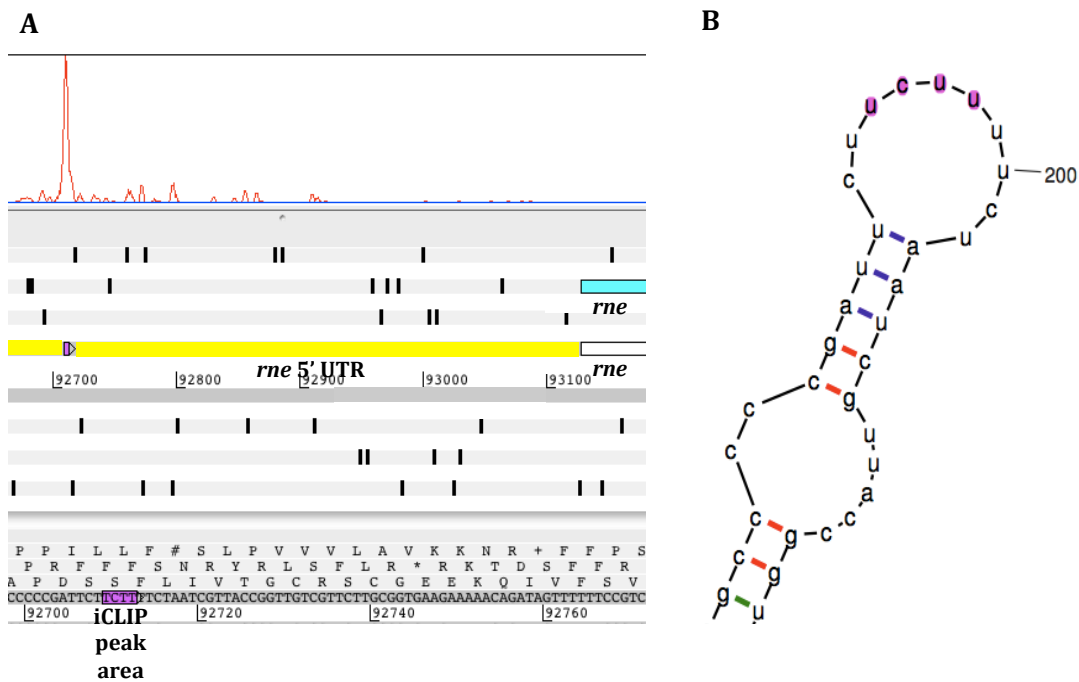 A
B
rne
rne 5' UTR
rne
92700 92800 92900 93000 93100
P P I L L F # S L P V V V L A V K K N R + F F P S
P R F F F S N R Y R L S F L R * R K T D S F F R
A P D S S F L I V T G C R S C G E E K Q I V F S V
CCCCCGATTCTTCTTTTCTAATCGTTACCGGTTGTCGTTCTTGCGGTGAAGAAAAACAGATAGTTTTTTCCGTC
92700 92720 92740 92760
iCLIP
peak
area
g c c c c g a u u c u u c u u u u c u a a u c g u u a c c g g u
200